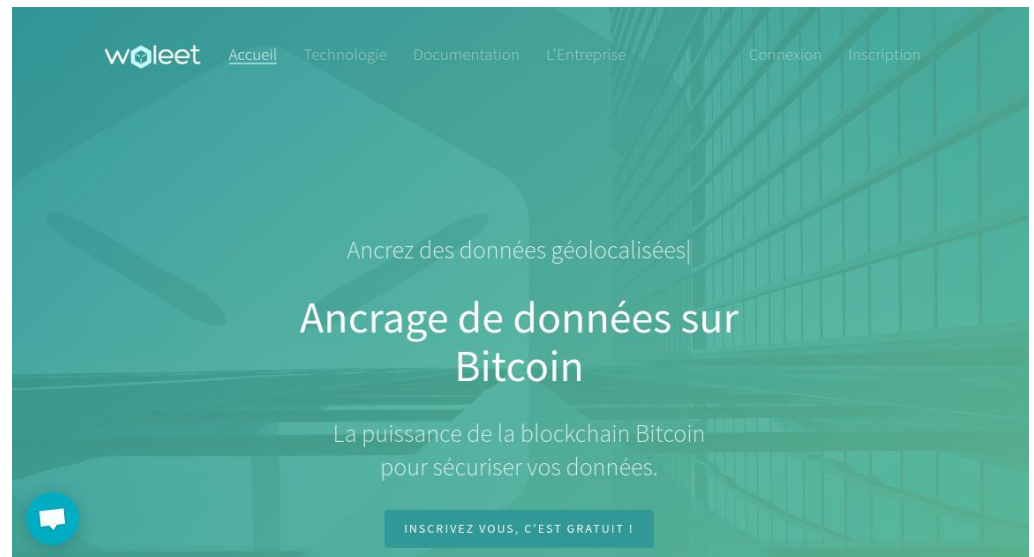 woleet Accueil Technologie Documentation L'Entreprise Connexion Inscription
Ancrez des données géolocalisées|
Ancrage de données sur
Bitcoin
La puissance de la blockchain Bitcoin
pour sécuriser vos données.
INSCRIVEZ VOUS, C'EST GRATUIT !